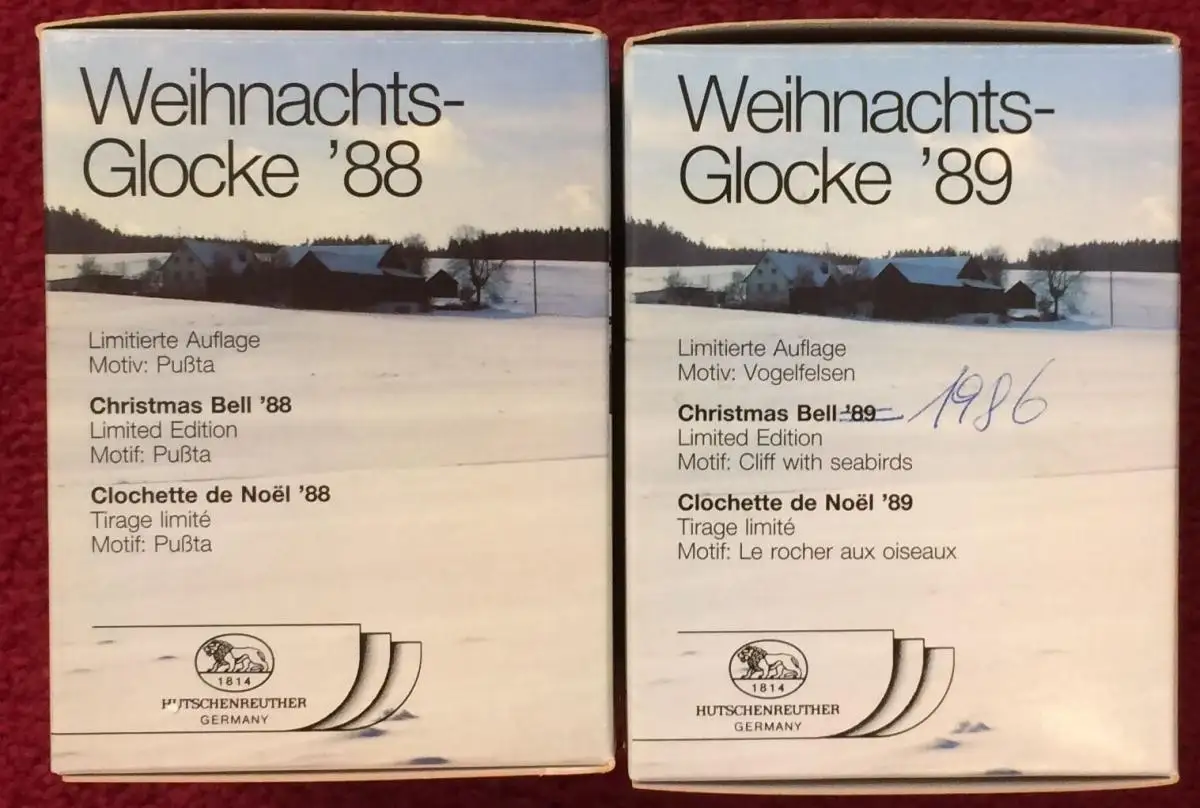 Weihnachts-
Glocke '88
Limitierte Auflage
Motiv: Pußta
Christmas Bell '88
Limited Edition
Motif: Pußta
Clochette de Noël '88
Tirage limité
Motif: Pußta
1814
HUTSCHENREUTHER
GERMANY
Weihnachts-
Glocke '89
Limitierte Auflage
Motiv: Vogelfelsen
Christmas Bell '89 1986
Limited Edition
Motif: Cliff with seabirds
Clochette de Noël '89
Tirage limité
Motif: Le rocher aux oiseaux
1814
HUTSCHENREUTHER
GERMANY